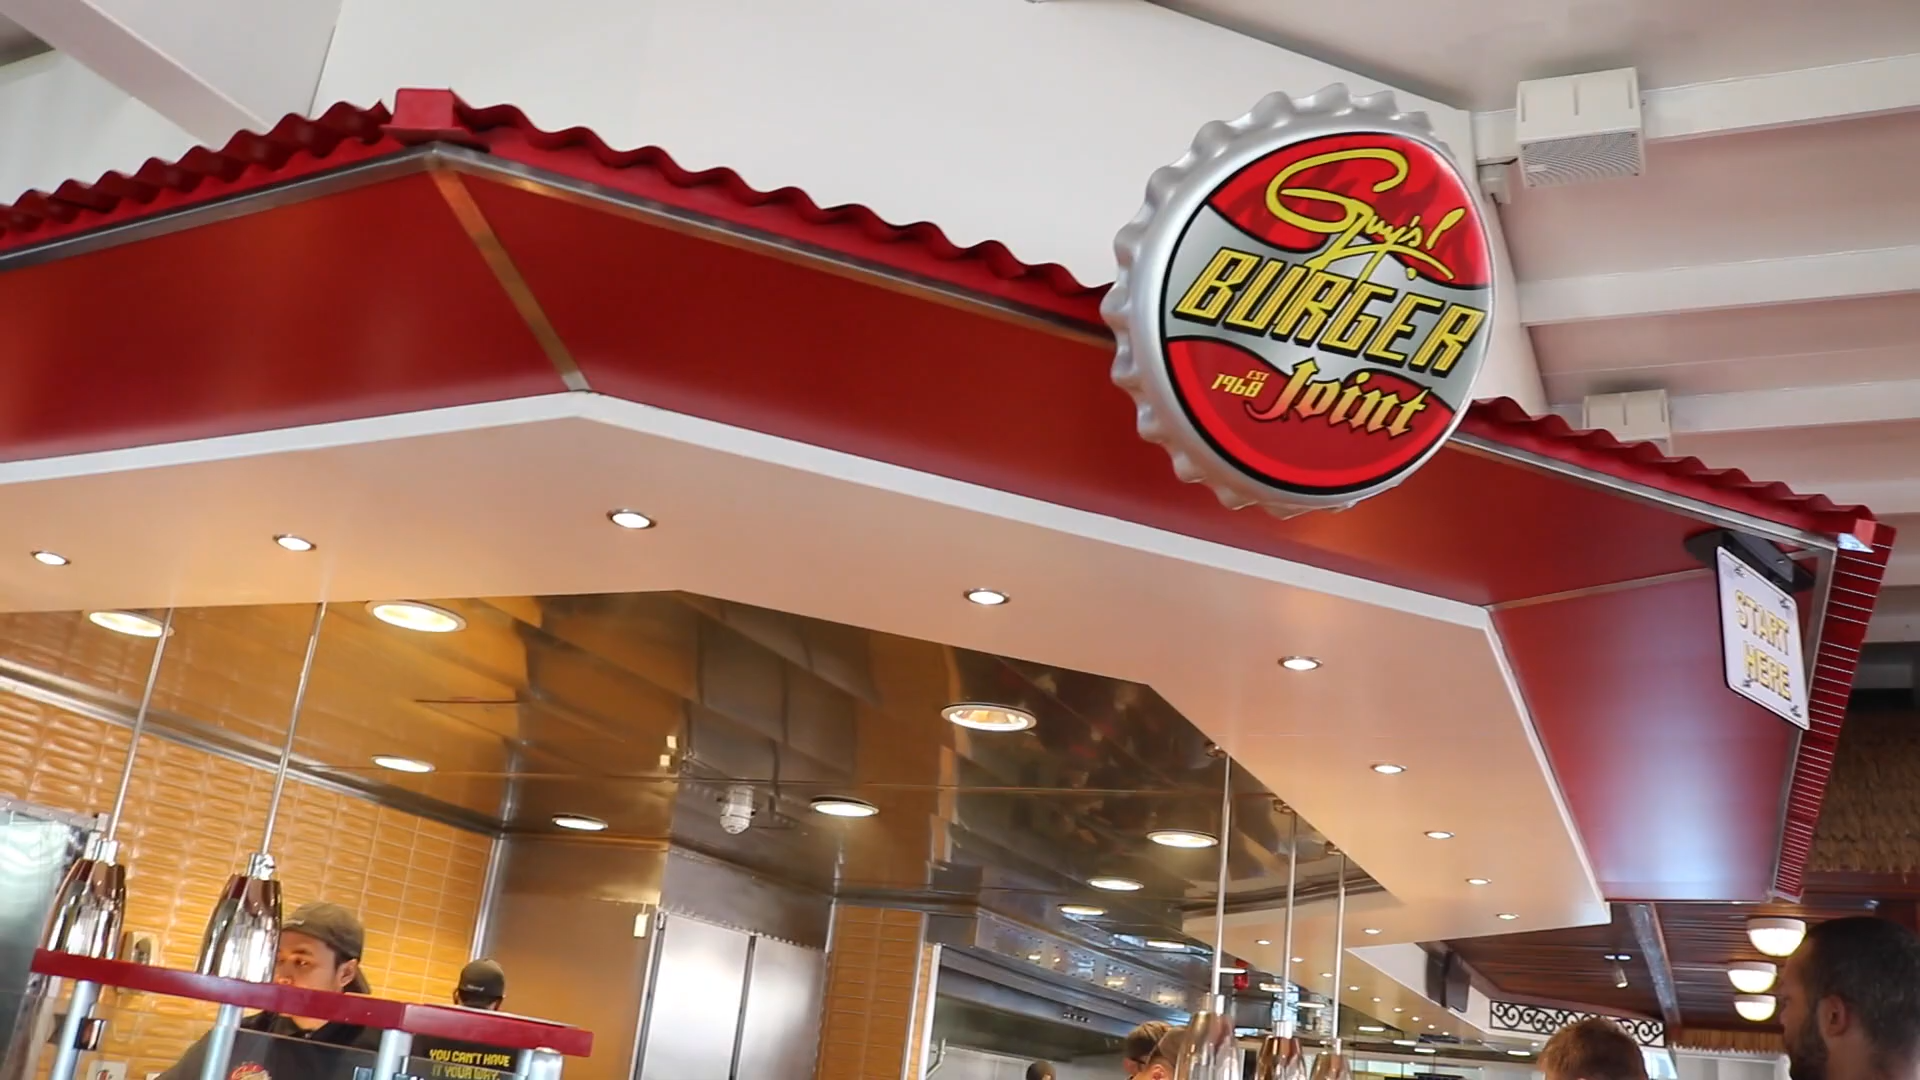 Guy's!
BURGER
EST
1968
Joint
START
HERE
YOU CAN'T HAVE
IT YOUR WAY.